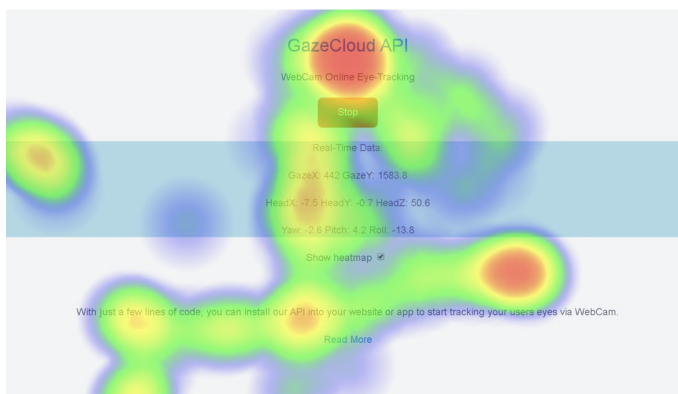 GazeCloud API
WebCam Online Eye-Tracking
Stop
Real-Time Data:
GazeX: 442 GazeY: 1583.8
HeadX: -7.5 HeadY: -0.7 HeadZ: 50.6
Yaw: -2.6 Pitch: 4.2 Roll: -13.8
Show heatmap
With just a few lines of code, you can install our API into your website or app to start tracking your users eyes via WebCam.
Read More